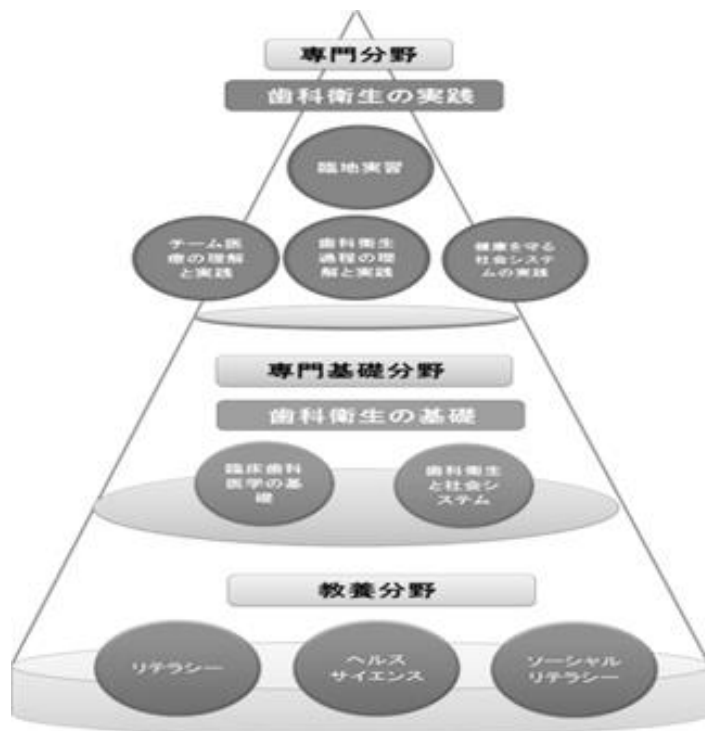 専門分野
歯科衛生の実践
臨地実習
チーム医
療の理解
と実践
歯科衛生
過程の理
解と実践
健康を守る
社会システ
ムの実践
専門基礎分野
歯科衛生の基礎
臨床歯科
医学の基
礎
歯科衛生
と社会シ
ステム
教養分野
リテラシー
ヘルス
サイエンス
ソーシャル
リテラシー